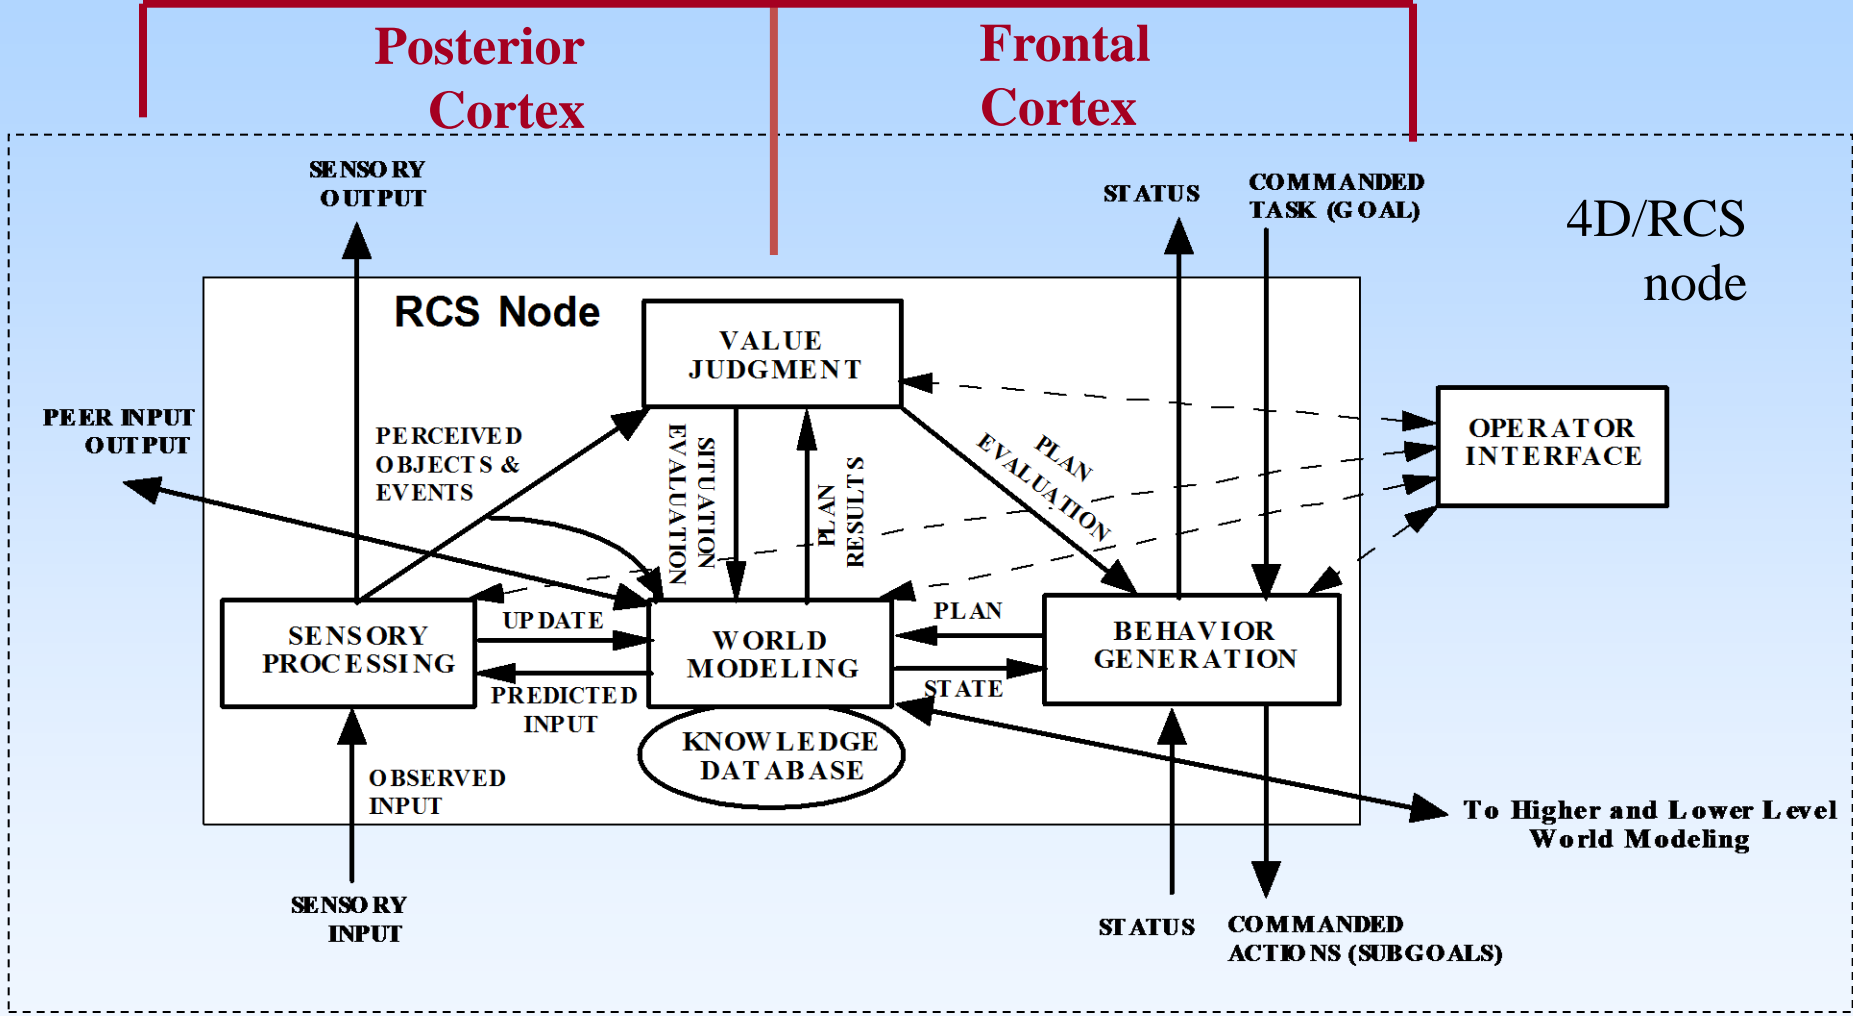 Posterior
Cortex
Frontal
Cortex
SENSORY
OUTPUT
STATUS
COMMANDED
TASK (GOAL)
4D/RCS
node
RCS Node
VALUE
JUDGMENT
PEER INPUT
OUTPUT
PERCEIVED
OBJECTS &
EVENTS
SITUATION
EVALUATION
PLAN
RESULTS
PLAN
EVALUATION
OPERATOR
INTERFACE
SENSORY
PROCESSING
UPDATE
PREDICTED
INPUT
WORLD
MODELING
PLAN
STATE
BEHAVIOR
GENERATION
KNOWLEDGE
DATABASE
OBSERVED
INPUT
To Higher and Lower Level
World Modeling
SENSORY
INPUT
STATUS
COMMANDED
ACTIONS (SUBGOALS)